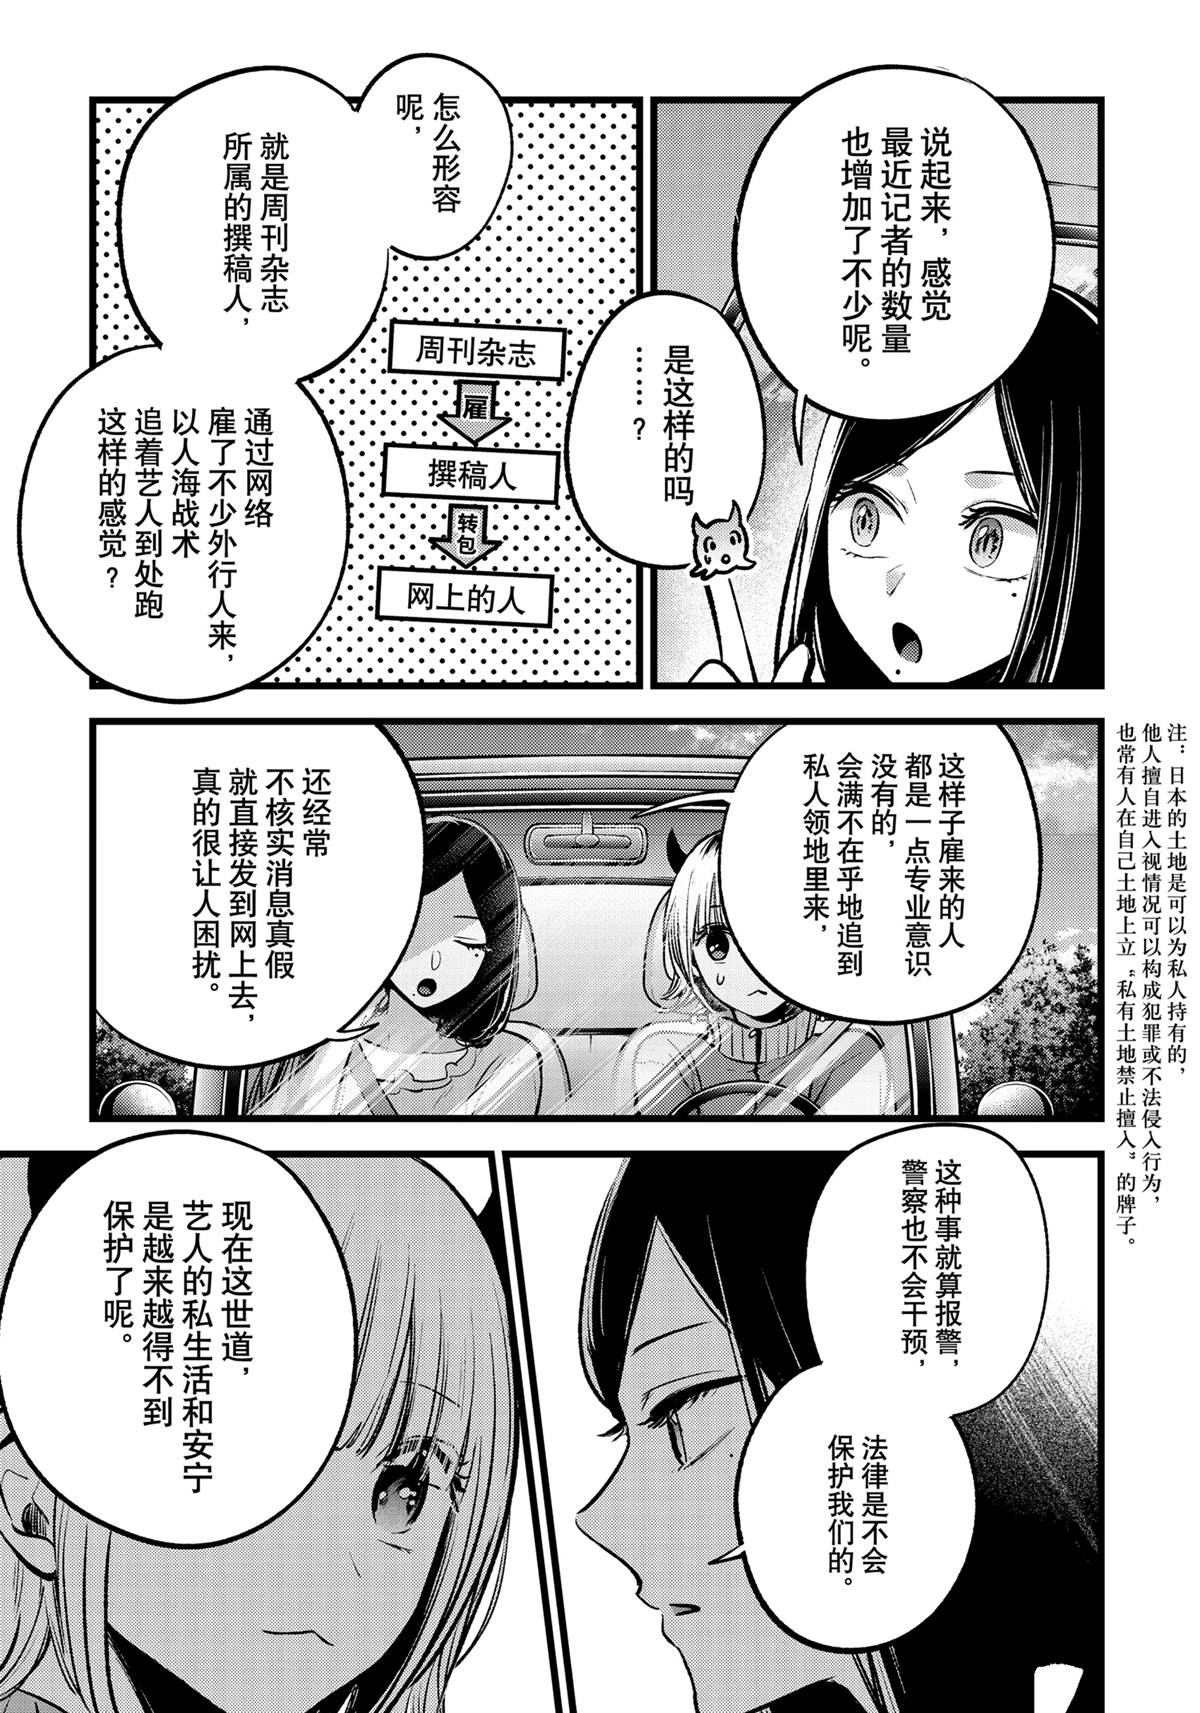 说起来，感觉
最近记者的数量
也增加了不少呢。
是这样的吗
……？
怎么形容
呢，
就是周刊杂志
所属的撰稿人，
周刊杂志
雇
撰稿人
转包
网上的人
通过网络
雇了不少外行人来，
以人海战术
追着艺人到处跑
这样的感觉？
这样子雇来的人
都是一点专业意识
没有的，
会满不在乎地追到
私人领地里来，
还经常
不核实消息真假
就直接发到网上去，
真的很让人困扰。
注：日本的土地是可以为私人持有的，
他人擅自进入视情况可以构成犯罪或不法侵入行为，
也常有人在自己土地上立“私有土地禁止擅入”的牌子。
这种事就算报警，
警察也不会干预，
法律是不会
保护我们的。
现在这世道，
艺人的私生活和安宁
是越来越得不到
保护了呢。